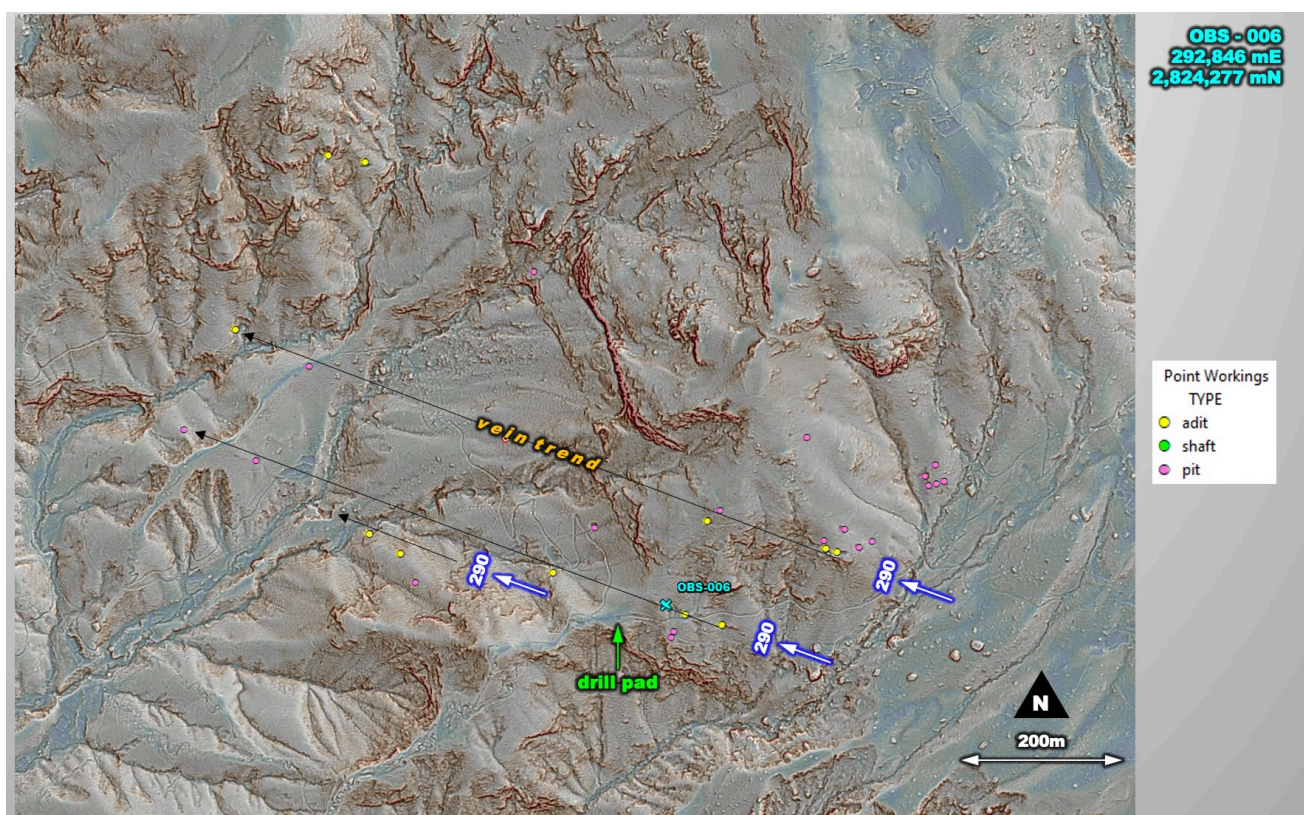 OBS - 006
292,846 mE
2,824,277 mN
Point Workings
TYPE
adit
shaft
pit
vein trend
290
290
OBS-006
290
drill pad
N
200m